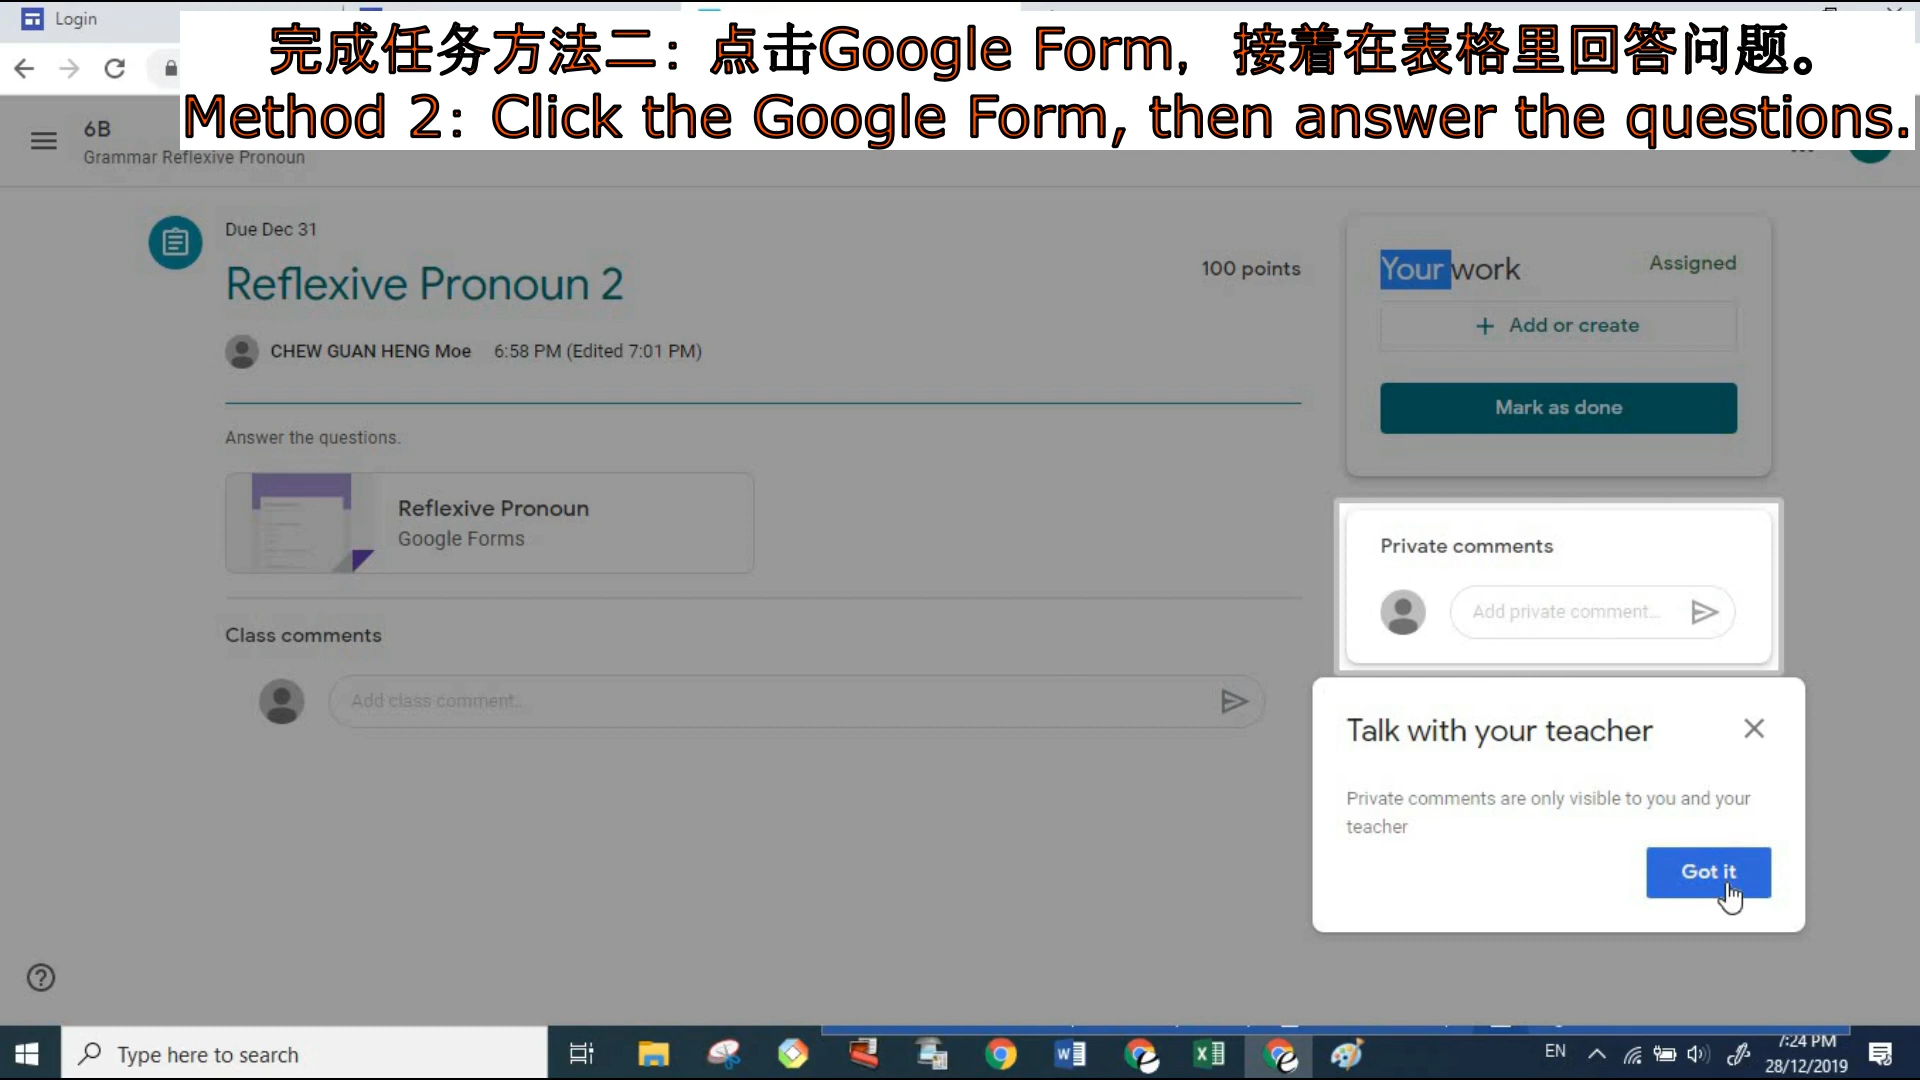 Login
完成任务方法二：点击Google Form，接着在表格里回答问题。
Method 2: Click the Google Form, then answer the questions.
6B
Grammar Reflexive Pronoun
Due Dec 31
Reflexive Pronoun 2
100 points
CHEW GUAN HENG Moe 6:58 PM (Edited 7:01 PM)
Answer the questions.
Reflexive Pronoun
Google Forms
Class comments
Add class comment...
Your work
Assigned
+ Add or create
Mark as done
Private comments
Add private comment...
Talk with your teacher
Private comments are only visible to you and your
teacher
Got it
Type here to search
EN
7:24 PM
28/12/2019